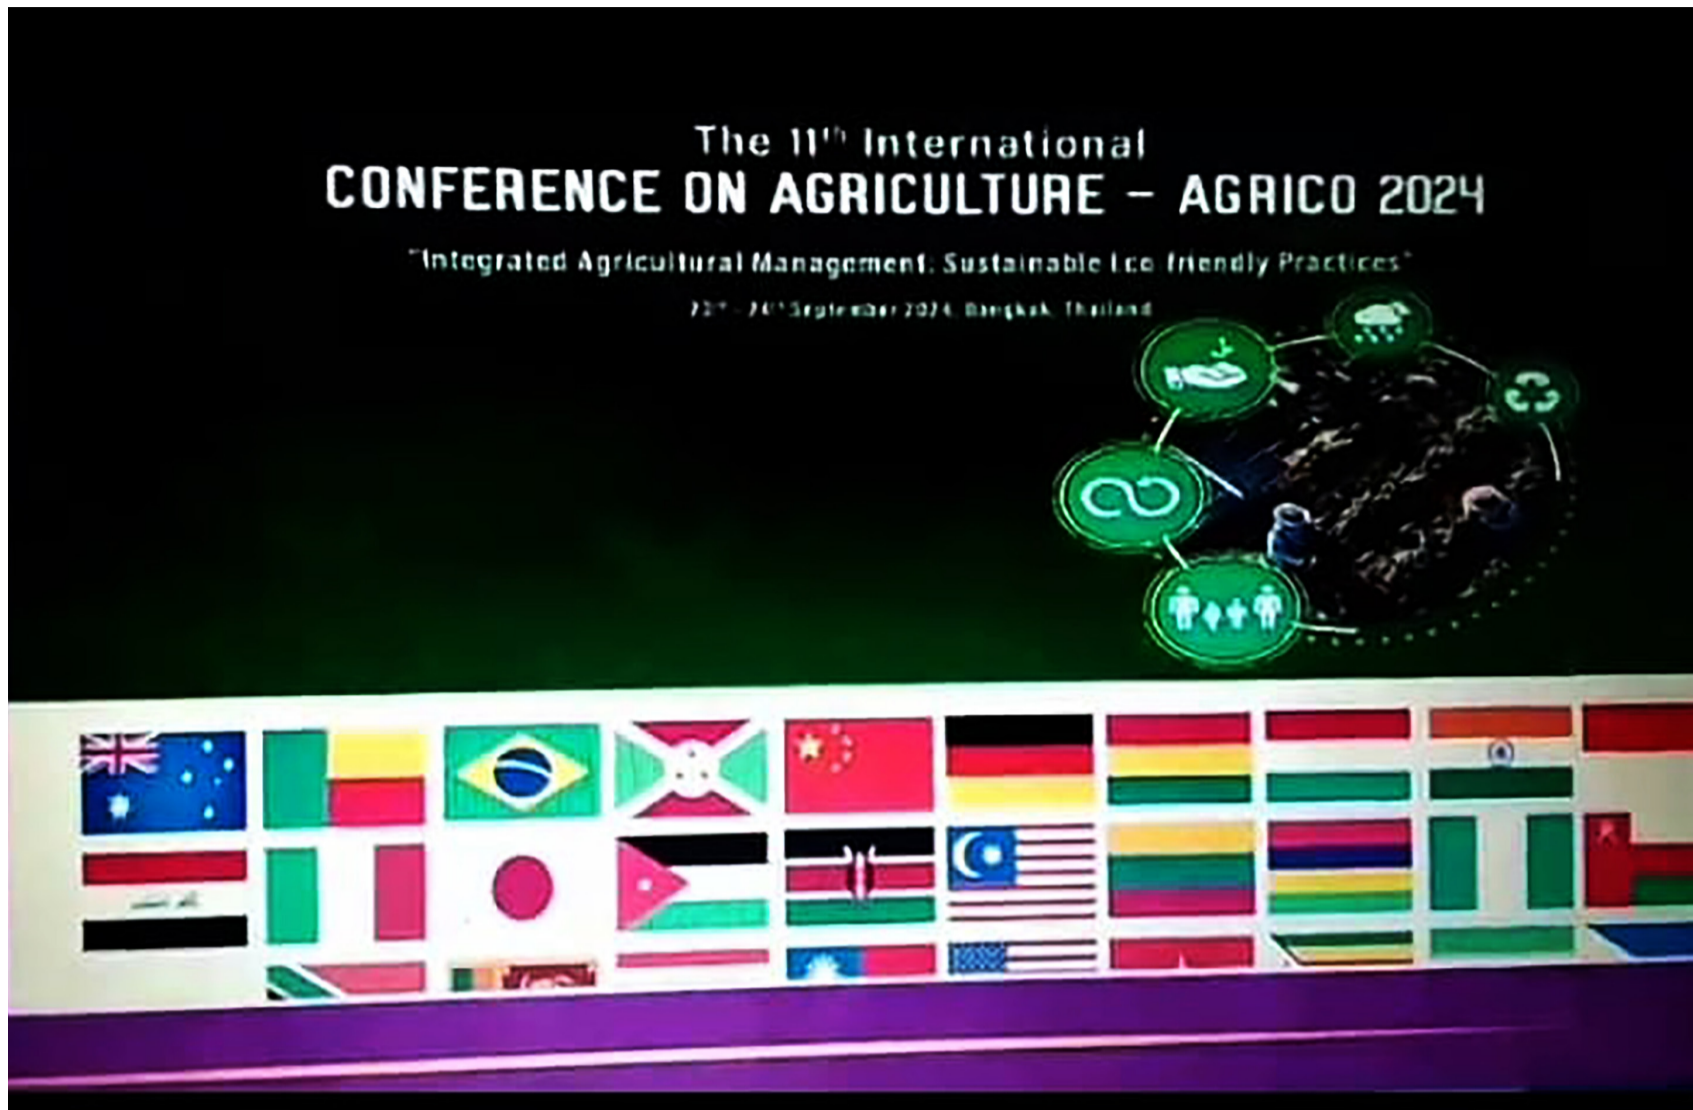 The 11th International
CONFERENCE ON AGRICULTURE – AGRICO 2024
"Integrated Agricultural Management: Sustainable Eco friendly Practices"
September 2024, Bangkok, Thailand